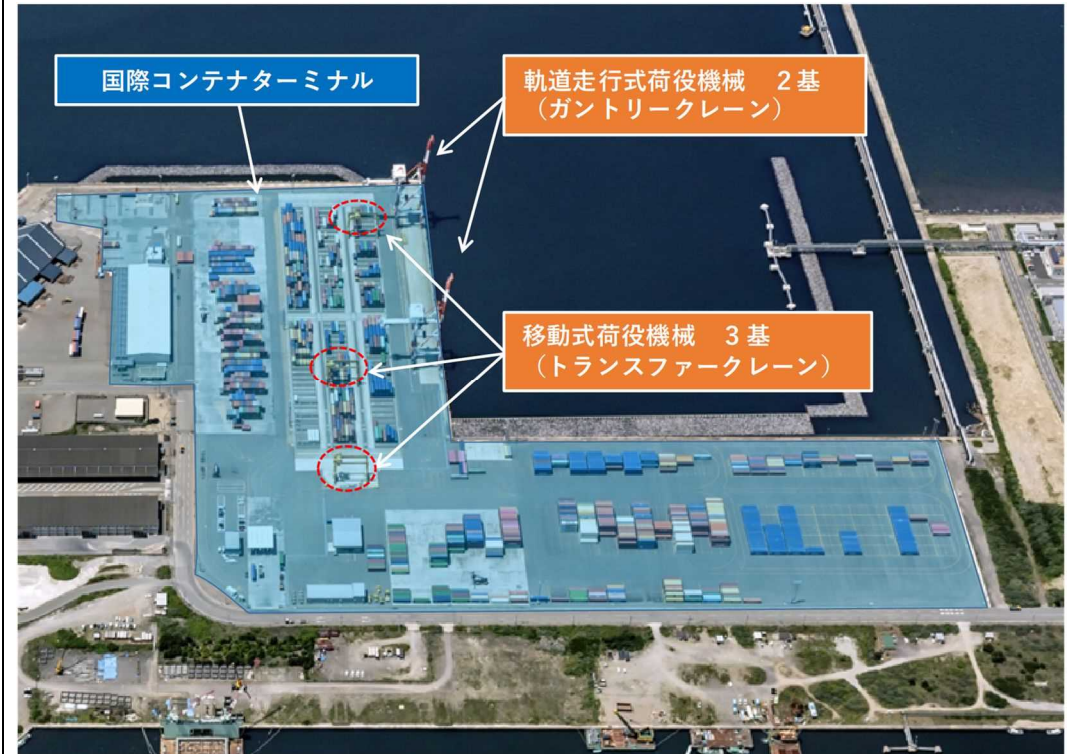 国際コンテナターミナル
軌道走行式荷役機械　２基
（ガントリークレーン）
移動式荷役機械　３基
（トランスファークレーン）